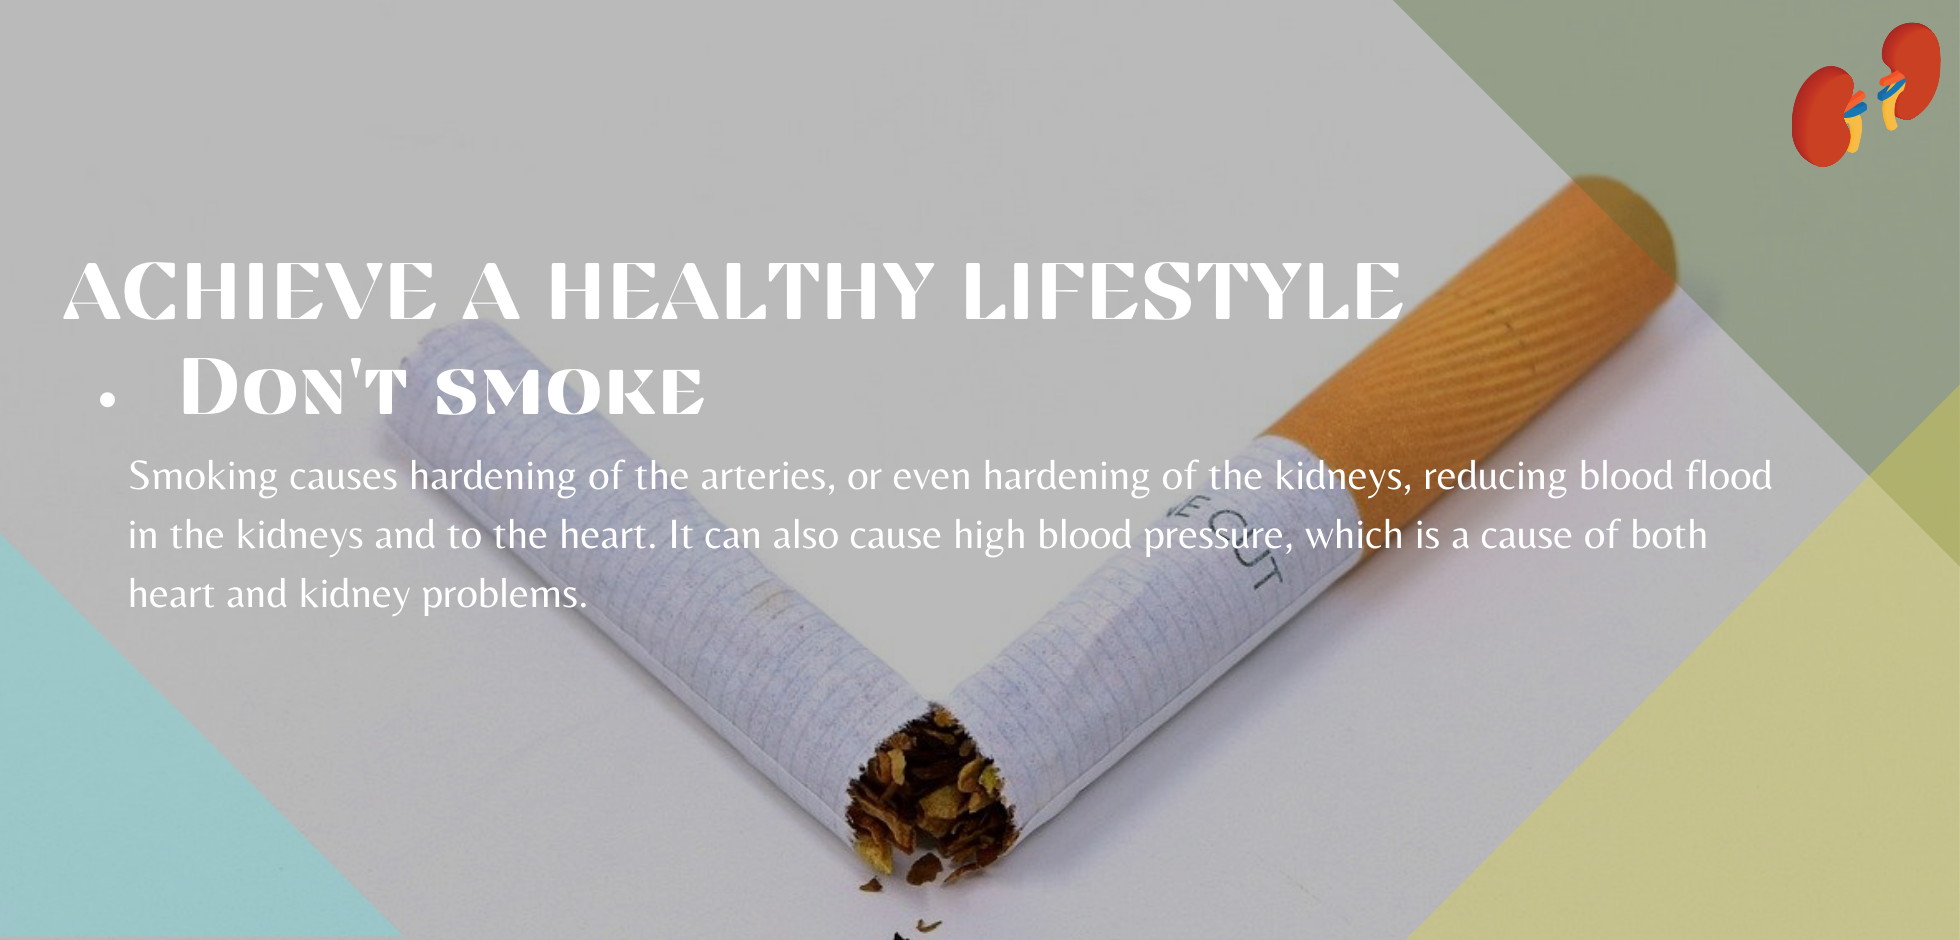 ACHIEVE A HEALTHY LIFESTYLE
• DON'T SMOKE
Smoking causes hardening of the arteries, or even hardening of the kidneys, reducing blood flood
in the kidneys and to the heart. It can also cause high blood pressure, which is a cause of both
heart and kidney problems.
E CUT